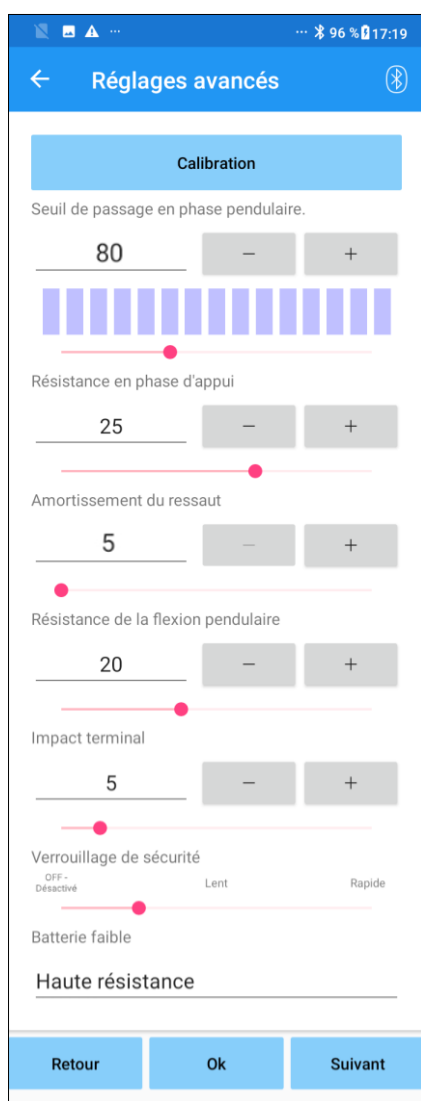 96 % 17:19
Réglages avancés
Calibration
Seuil de passage en phase pendulaire.
80 − +
Résistance en phase d'appui
25 − +
Amortissement du ressaut
5 − +
Résistance de la flexion pendulaire
20 − +
Impact terminal
5 − +
Verrouillage de sécurité
OFF -
Désactivé Lent Rapide
Batterie faible
Haute résistance
Retour Ok Suivant